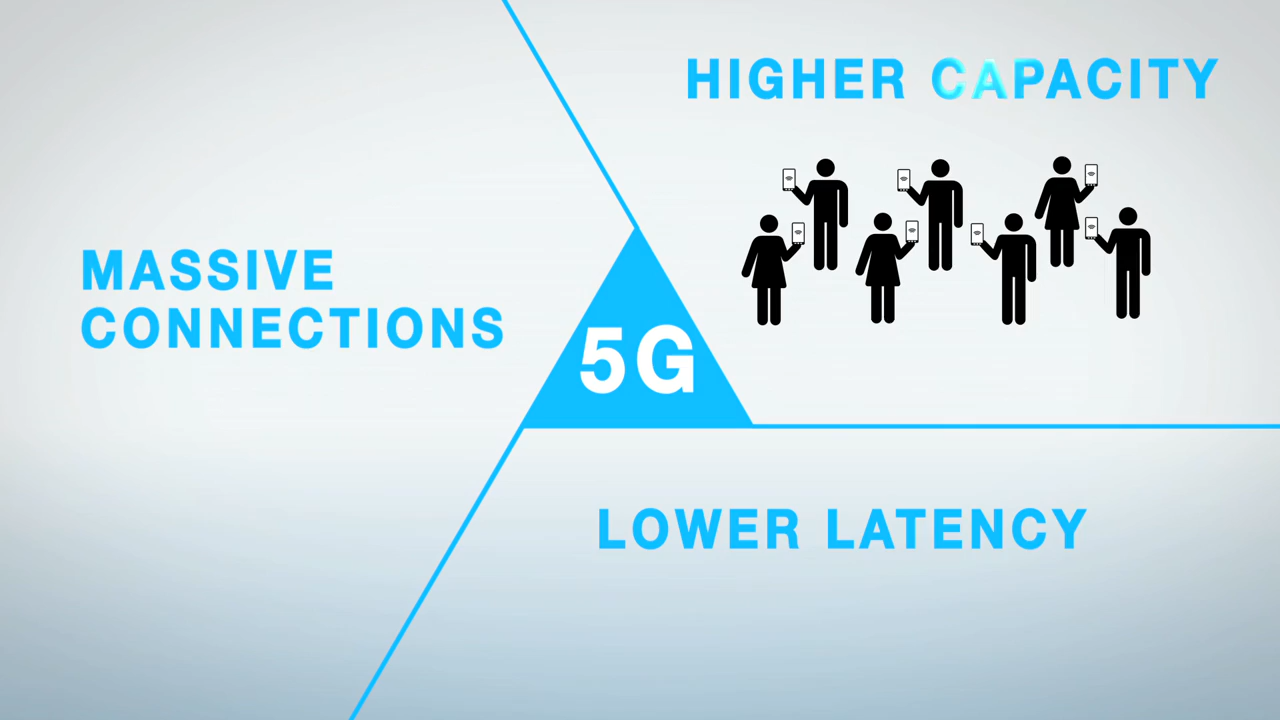 HIGHER CAPACITY
MASSIVE
CONNECTIONS
5G
LOWER LATENCY